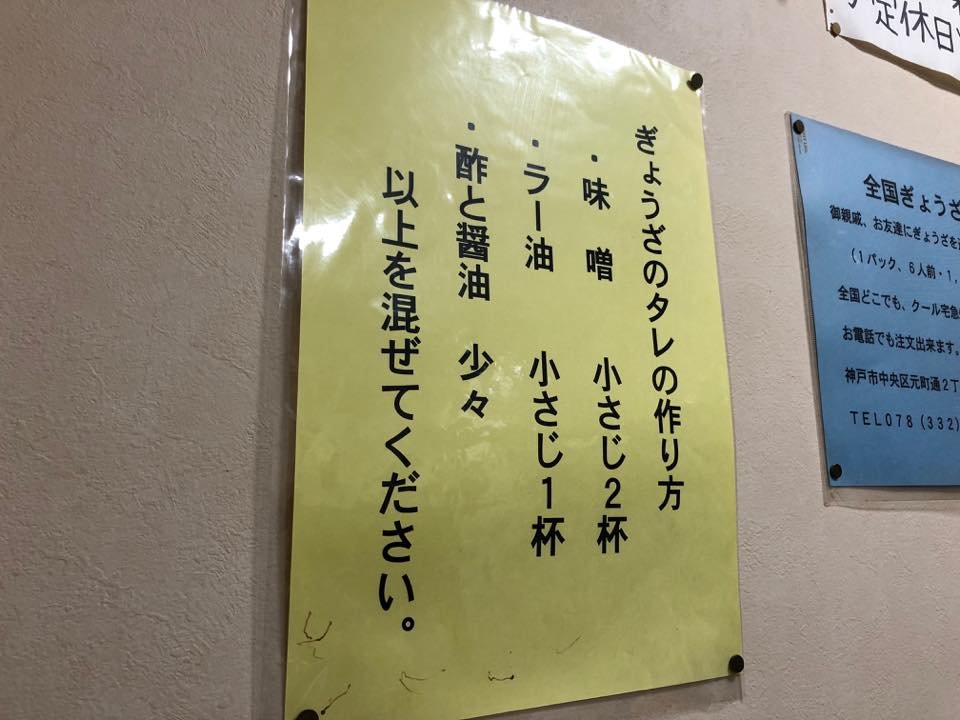 ぎょうざのタレの作り方
・味　噌　　小さじ2杯
・ラー油　　小さじ1杯
・酢と醤油　少々
以上を混ぜてください。
定休日
全国ぎょうざ
御親戚、お友達にぎょうざを
（1パック、6人前・1，
全国どこでも、クール宅急
お電話でも注文出来ます。
神戸市中央区元町通2丁
TEL078（332）